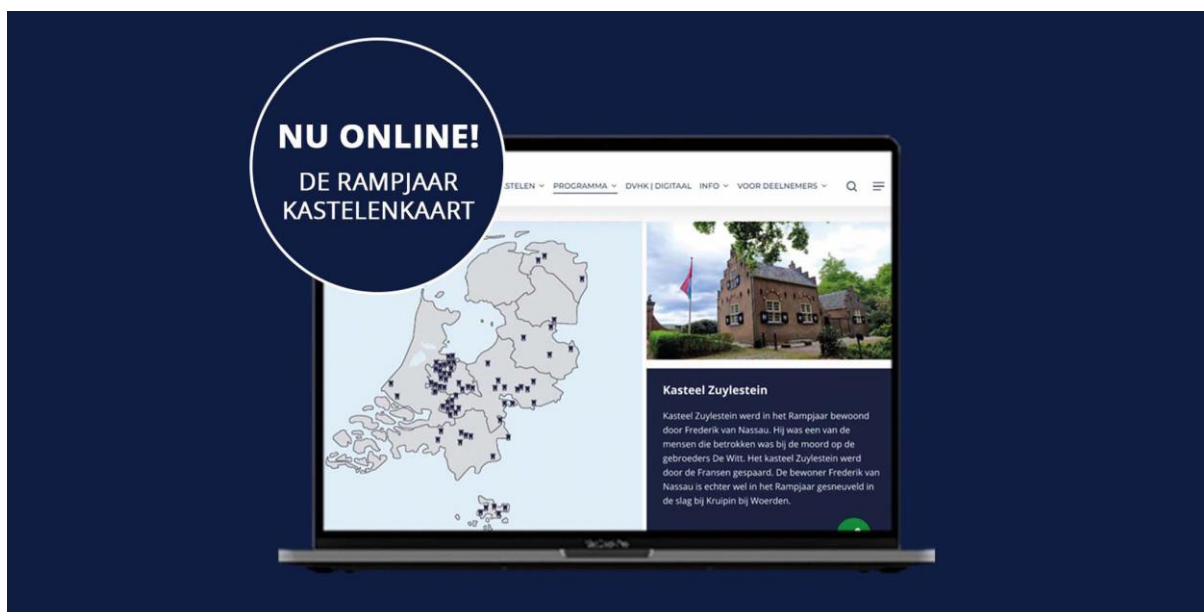 NU ONLINE!
DE RAMPJAAR
KASTELENKAART
PROGRAMMA DVHK | DIGITAAL INFO VOOR DEELNEMERS
Kasteel Zuylestein
Kasteel Zuylestein werd in het Rampjaar bewoond
door Frederik van Nassau. Hij was een van de
mensen die betrokken was bij de moord op de
gebroeders De Witt. Het kasteel Zuylestein werd
door de Fransen gespaard. De bewoner Frederik van
Nassau is echter wel in het Rampjaar gesneuveld in
de slag bij Kruipin bij Woerden.